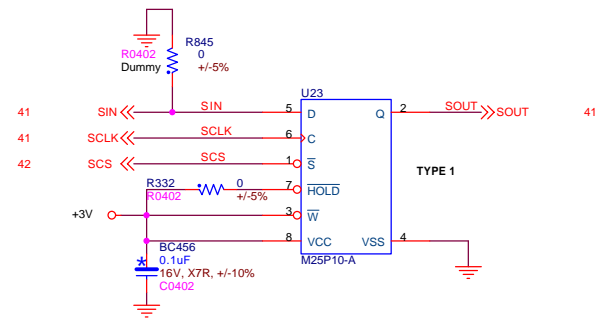 R845
R0402
0
Dummy
+/-5%
U23
41
SIN
SIN
5
D
Q
2
SOUT
SOUT
41
41
SCLK
SCLK
6
C
42
SCS
SCS
1
S
TYPE 1
R332
0
7
HOLD
R0402
+/-5%
+3V
3
W
8
VCC
VSS
4
BC456
M25P10-A
0.1uF
16V, X7R, +/-10%
C0402